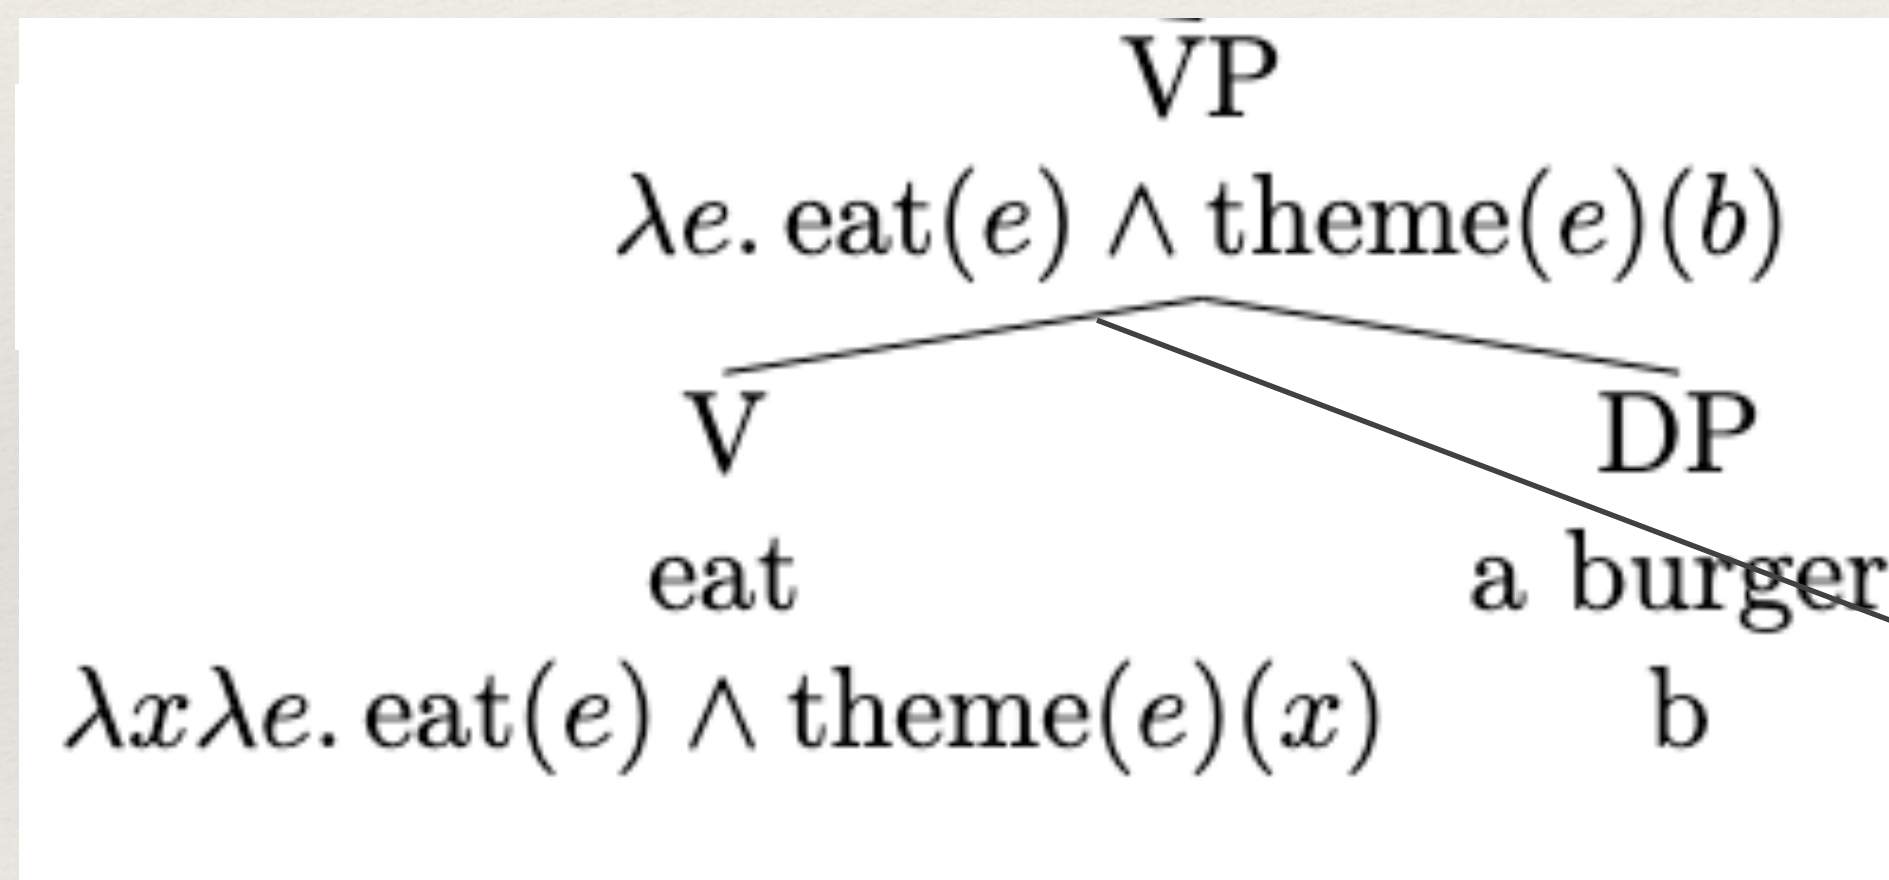 VP
λe. eat(e) ∧ theme(e)(b)
V DP
eat a burger
λxλe. eat(e) ∧ theme(e)(x) b